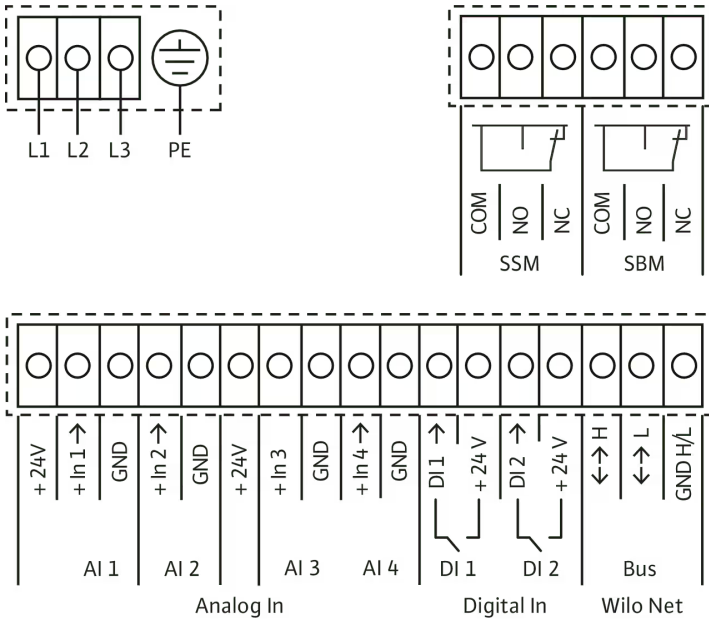 L1 L2 L3 PE
COM NO NC COM NO NC
SSM SBM
+ 24V + In 1 → GND + In 2 → GND + 24V + In 3 GND + In 4 → GND DI 1 → + 24 V DI 2 → + 24 V ←→ H ←→ L GND H/L
AI 1 AI 2 AI 3 AI 4 DI 1 DI 2 Bus
Analog In Digital In Wilo Net